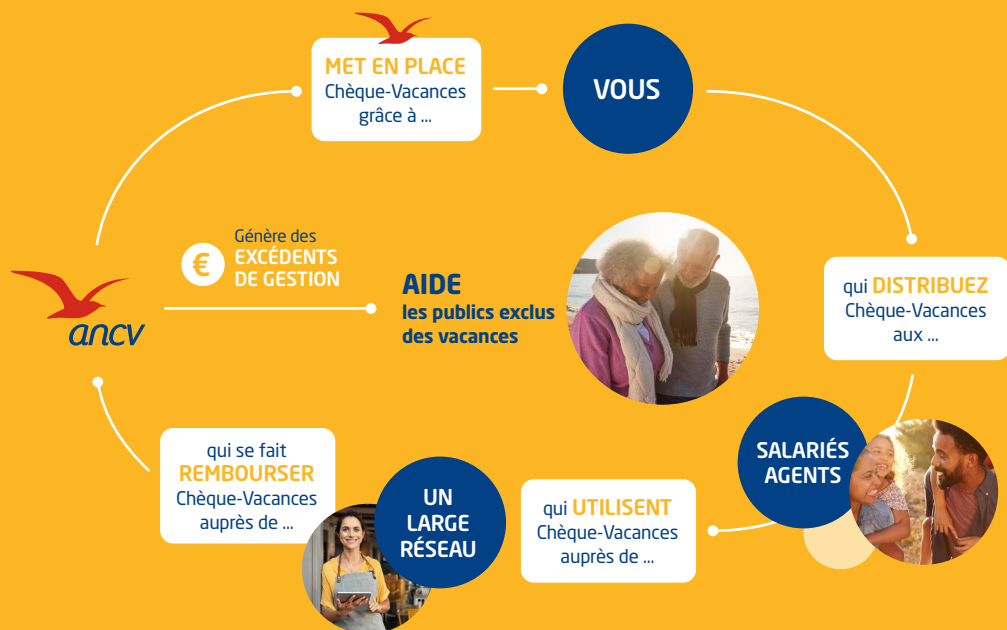 MET EN PLACE
Chèque-Vacances
grâce à ...
VOUS
qui DISTRIBUEZ
Chèque-Vacances
aux ...
SALARIÉS
AGENTS
qui UTILISENT
Chèque-Vacances
auprès de ...
UN
LARGE
RÉSEAU
qui se fait
REMBOURSER
Chèque-Vacances
auprès de ...
ancv
€
Génère des
EXCÉDENTS
DE GESTION
AIDE
les publics exclus
des vacances